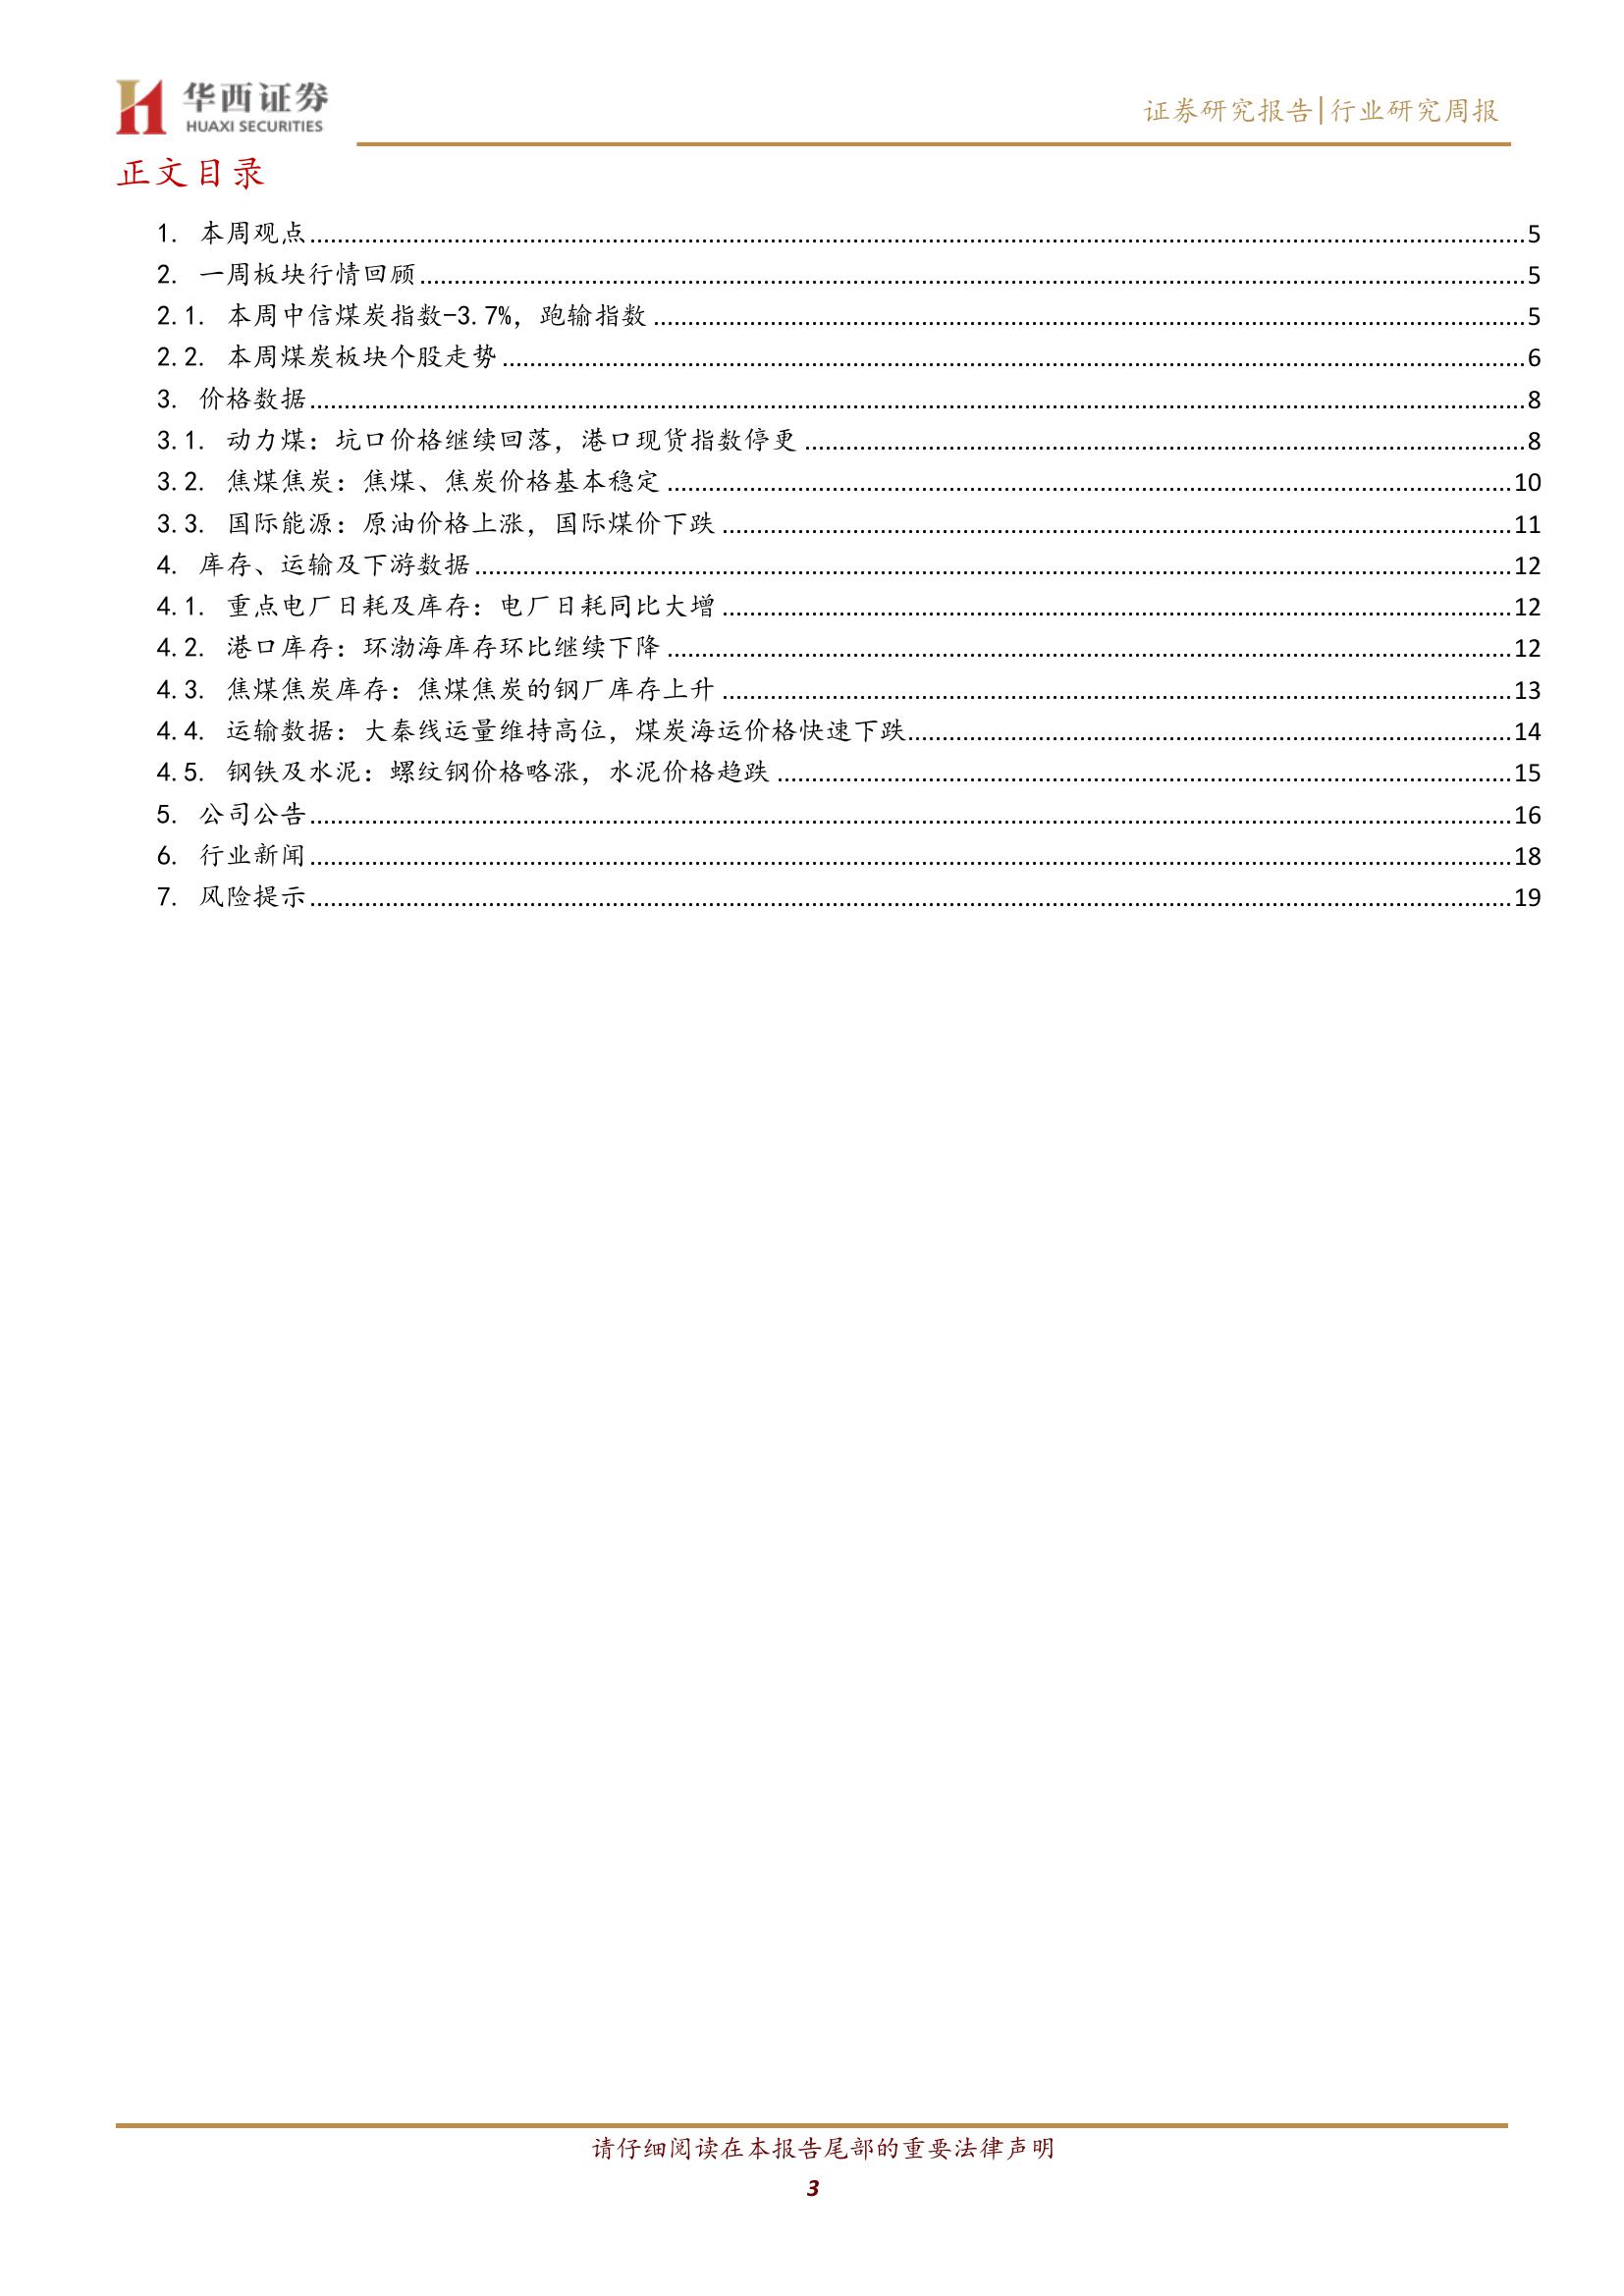 华西证券
HUAXI SECURITIES
证券研究报告|行业研究周报
正文目录
1. 本周观点 5
2. 一周板块行情回顾 5
2.1. 本周中信煤炭指数-3.7%，跑输指数 5
2.2. 本周煤炭板块个股走势 6
3. 价格数据 8
3.1. 动力煤：坑口价格继续回落，港口现货指数停更 8
3.2. 焦煤焦炭：焦煤、焦炭价格基本稳定 10
3.3. 国际能源：原油价格上涨，国际煤价下跌 11
4. 库存、运输及下游数据 12
4.1. 重点电厂日耗及库存：电厂日耗同比大增 12
4.2. 港口库存：环渤海库存环比继续下降 12
4.3. 焦煤焦炭库存：焦煤焦炭的钢厂库存上升 13
4.4. 运输数据：大秦线运量维持高位，煤炭海运价格快速下跌 14
4.5. 钢铁及水泥：螺纹钢价格略涨，水泥价格趋跌 15
5. 公司公告 16
6. 行业新闻 18
7. 风险提示 19
请仔细阅读在本报告尾部的重要法律声明
3